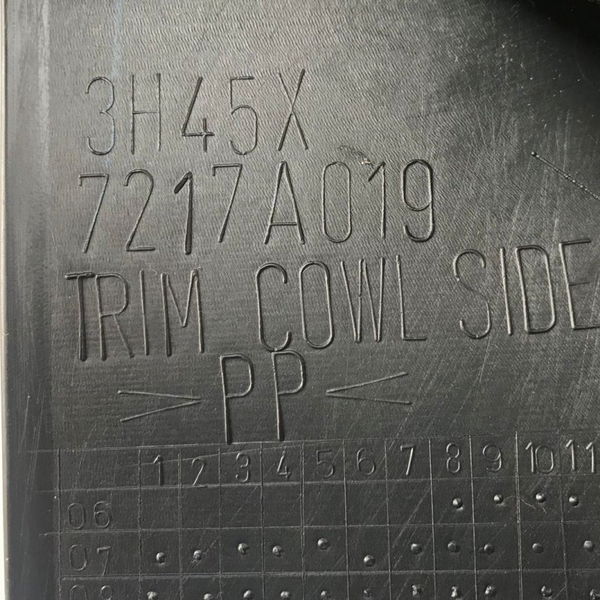 3H45X
7217A019
TRIM COWL SIDE
>PP<
1 2 3 4 5 6 7 8 9 10 11
06
07
08